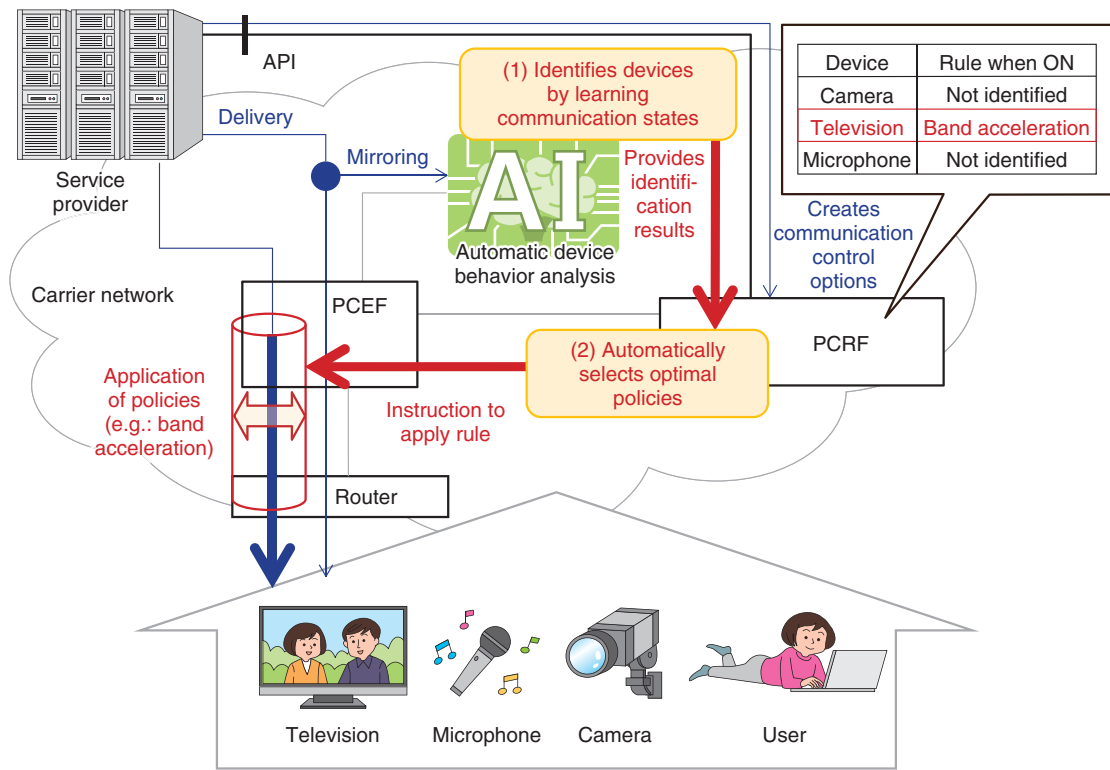 API
Service
provider
Delivery
Mirroring
Carrier network
(1) Identifies devices
by learning
communication states
AI
Automatic device
behavior analysis
Provides
identifi-
cation
results
Creates
communication
control
options
Device Rule when ON
Camera Not identified
Television Band acceleration
Microphone Not identified
PCEF
PCRF
(2) Automatically
selects optimal
policies
Instruction to
apply rule
Application
of policies
(e.g.: band
acceleration)
Router
Television
Microphone
Camera
User